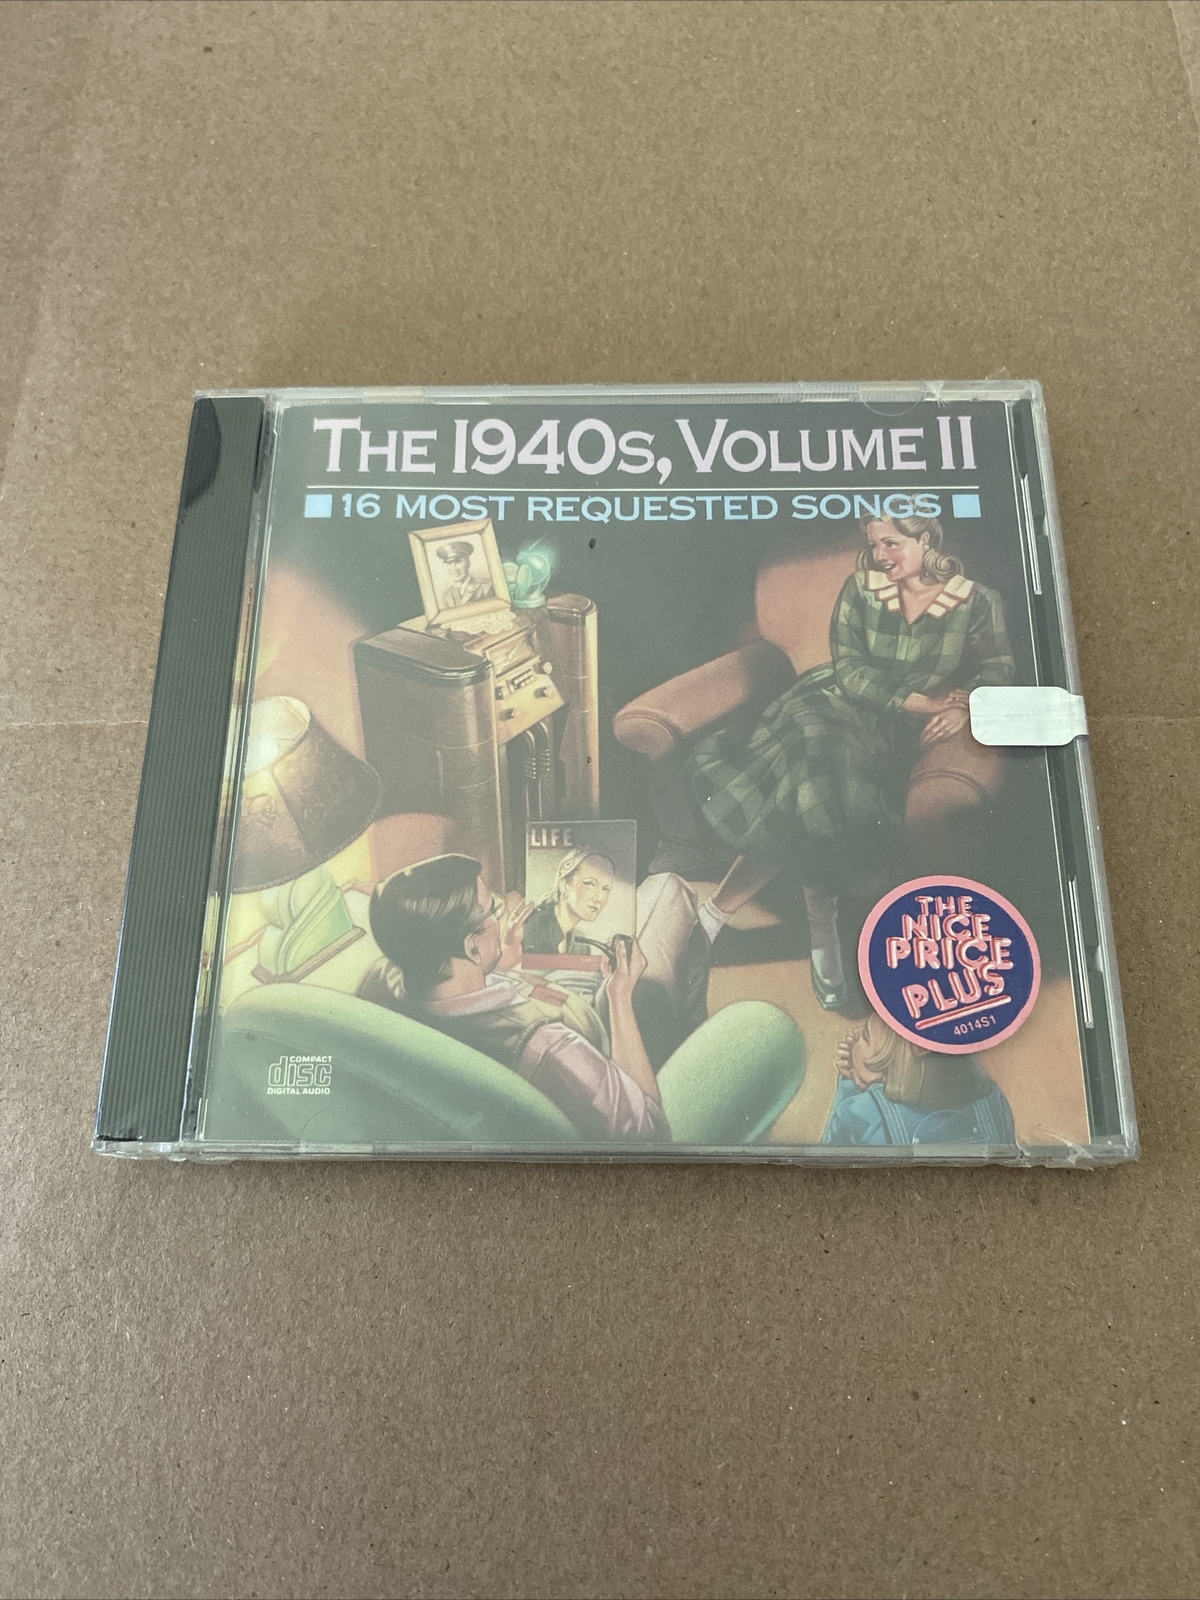 THE 1940s, VOLUME II
16 MOST REQUESTED SONGS
LIFE
THE
NICE
PRICE
PLUS
4014S1
COMPACT
disc
DIGITAL AUDIO